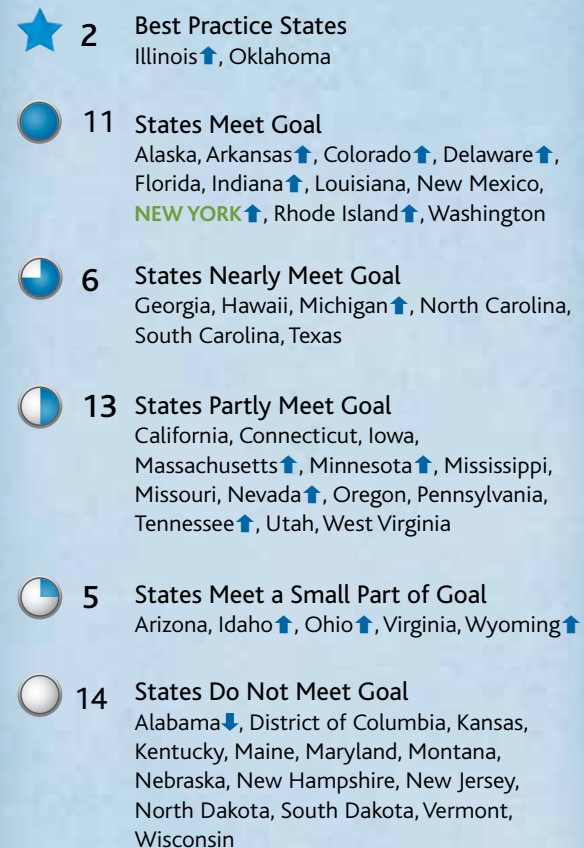 2 Best Practice States
Illinois⬆, Oklahoma
11 States Meet Goal
Alaska, Arkansas⬆, Colorado⬆, Delaware⬆,
Florida, Indiana⬆, Louisiana, New Mexico,
NEW YORK⬆, Rhode Island⬆, Washington
6 States Nearly Meet Goal
Georgia, Hawaii, Michigan⬆, North Carolina,
South Carolina, Texas
13 States Partly Meet Goal
California, Connecticut, Iowa,
Massachusetts⬆, Minnesota⬆, Mississippi,
Missouri, Nevada⬆, Oregon, Pennsylvania,
Tennessee⬆, Utah, West Virginia
5 States Meet a Small Part of Goal
Arizona, Idaho⬆, Ohio⬆, Virginia, Wyoming⬆
14 States Do Not Meet Goal
Alabama⬇, District of Columbia, Kansas,
Kentucky, Maine, Maryland, Montana,
Nebraska, New Hampshire, New Jersey,
North Dakota, South Dakota, Vermont,
Wisconsin